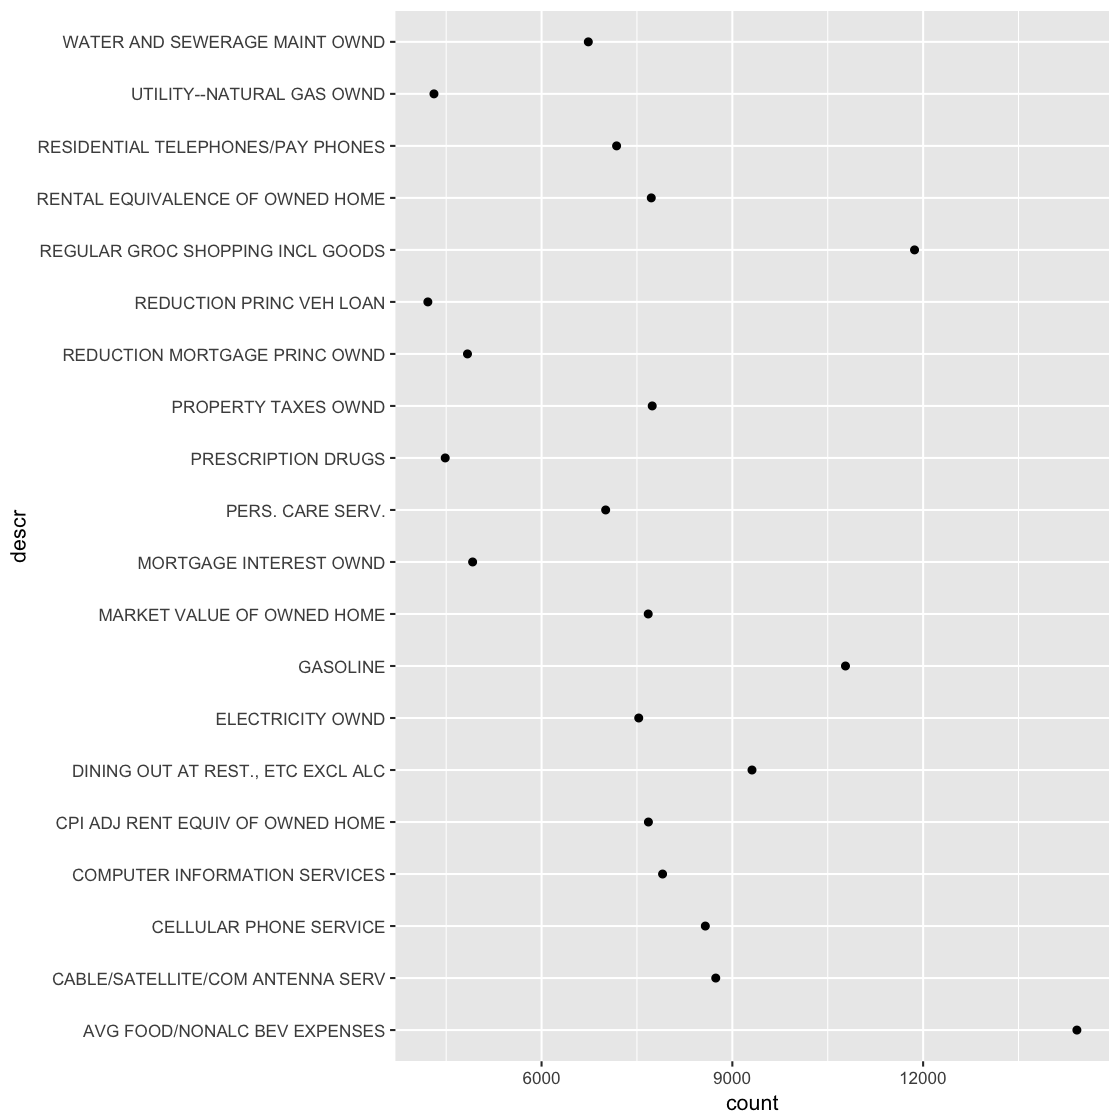 WATER AND SEWERAGE MAINT OWND
UTILITY--NATURAL GAS OWND
RESIDENTIAL TELEPHONES/PAY PHONES
RENTAL EQUIVALENCE OF OWNED HOME
REGULAR GROC SHOPPING INCL GOODS
REDUCTION PRINC VEH LOAN
REDUCTION MORTGAGE PRINC OWND
PROPERTY TAXES OWND
PRESCRIPTION DRUGS
PERS. CARE SERV.
descr
MORTGAGE INTEREST OWND
MARKET VALUE OF OWNED HOME
GASOLINE
ELECTRICITY OWND
DINING OUT AT REST., ETC EXCL ALC
CPI ADJ RENT EQUIV OF OWNED HOME
COMPUTER INFORMATION SERVICES
CELLULAR PHONE SERVICE
CABLE/SATELLITE/COM ANTENNA SERV
AVG FOOD/NONALC BEV EXPENSES
6000 9000 12000
count